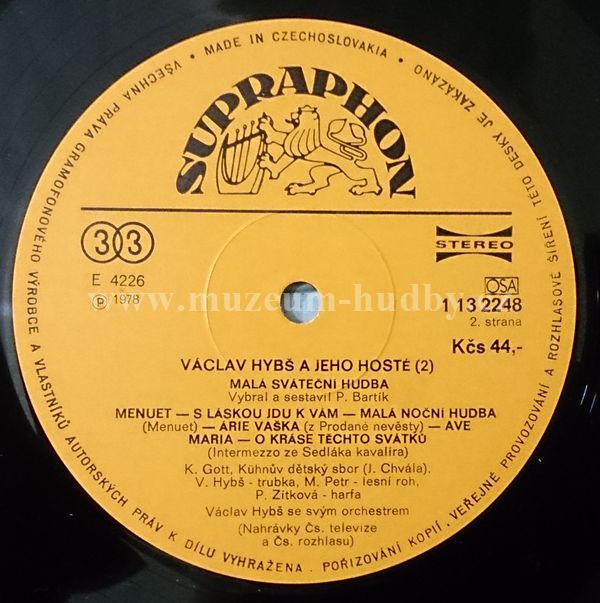 VŠECHNA PRÁVA GRAMOFONOVÉHO VÝROBCE A VLASTNÍKŮ AUTORSKÝCH PRÁV K DÍLU VYHRAŽENA. POŘIZOVÁNÍ KOPIÍ, VEŘEJNÉ PROVOZOVÁNÍ A ROZHLASOVÉ ŠÍŘENÍ TÉTO DESKY JE ZAKÁZÁNO • MADE IN CZECHOSLOVAKIA •
SUPRAPHON
33
STEREO
E 4226
Ⓟ 1978
OSA
1 13 2248
2. strana
Kčs 44,-
www.muzeum-hudby.cz
VÁCLAV HYBŠ A JEHO HOSTÉ (2)
MALÁ SVÁTEČNÍ HUDBA
Vybral a sestavil P. Bartík
MENUET — S LÁSKOU JDU K VÁM — MALÁ NOČNÍ HUDBA
(Menuet) — ÁRIE VAŠKA (z Prodané nevěsty) — AVE
MARIA — O KRÁSE TĚCHTO SVÁTKŮ
(Intermezzo ze Sedláka kavalíra)
K. Gott, Kühnův dětský sbor (J. Chvála).
V. Hybš - trubka, M. Petr - lesní roh,
P. Zítková - harfa
Václav Hybš se svým orchestrem
(Nahrávky Čs. televize
a Čs. rozhlasu)